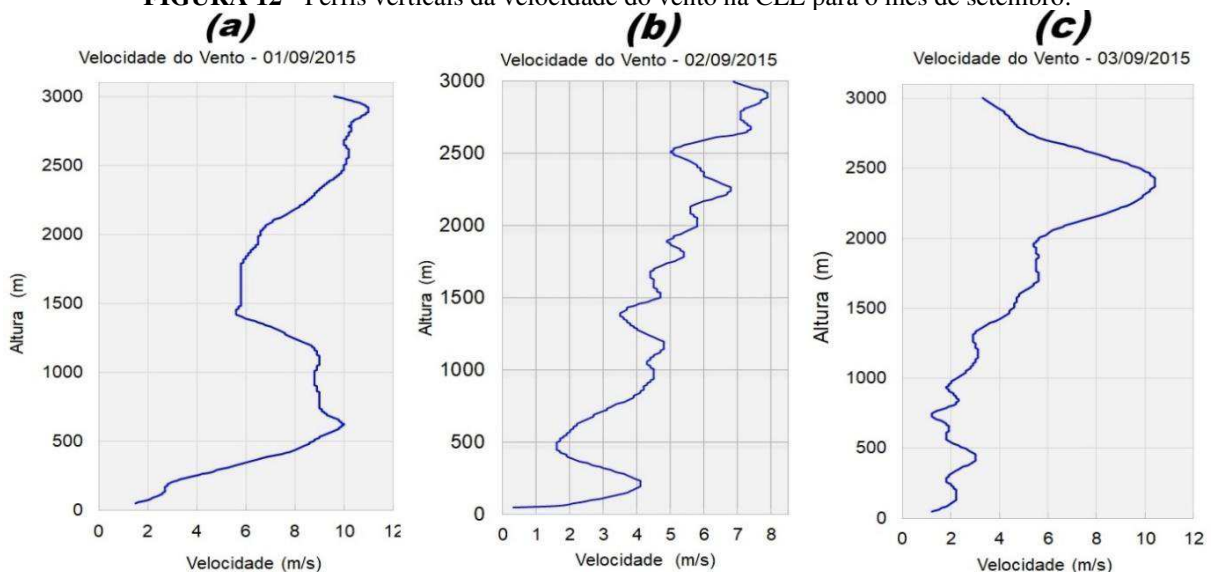 FIGURA 12 - Perfis verticais da velocidade do vento na CLL para o mês de setembro.
(a)
Velocidade do Vento - 01/09/2015
3000
2500
2000
1500
1000
500
0
Altura (m)
0 2 4 6 8 10 12
Velocidade (m/s)
(b)
Velocidade do Vento - 02/09/2015
3000
2500
2000
1500
1000
500
0
Altura (m)
0 1 2 3 4 5 6 7 8
Velocidade (m/s)
(c)
Velocidade do Vento - 03/09/2015
3000
2500
2000
1500
1000
500
0
Altura (m)
0 2 4 6 8 10 12
Velocidade (m/s)